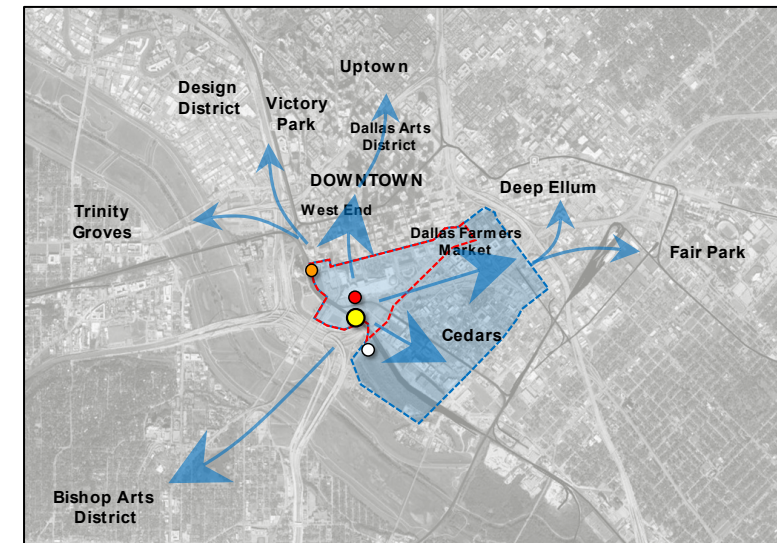 Uptown
Design
District
Victory
Park
Dallas Arts
District
DOWNTOWN
Deep Ellum
Trinity
Groves
West End
Dallas Farmers
Market
Fair Park
Cedars
Bishop Arts
District